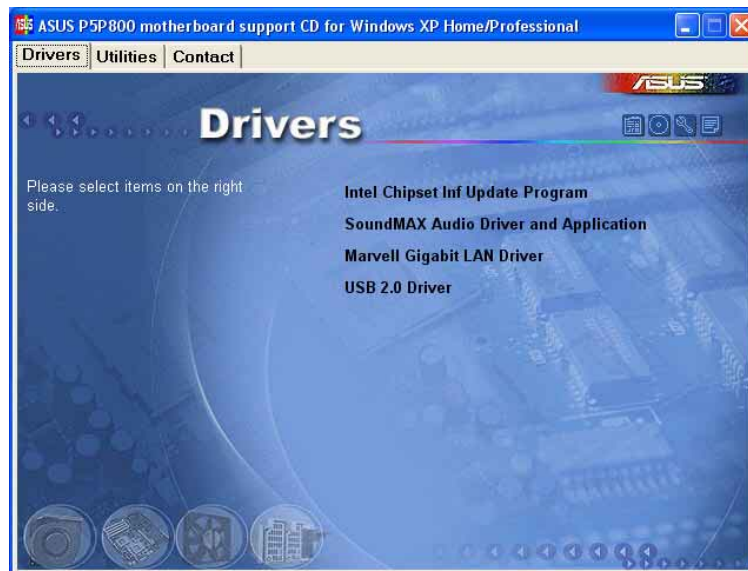 ASUS P5P800 motherboard support CD for Windows XP Home/Professional
Drivers Utilities Contact
ASUS
Drivers
Please select items on the right
side.
Intel Chipset Inf Update Program
SoundMAX Audio Driver and Application
Marvell Gigabit LAN Driver
USB 2.0 Driver